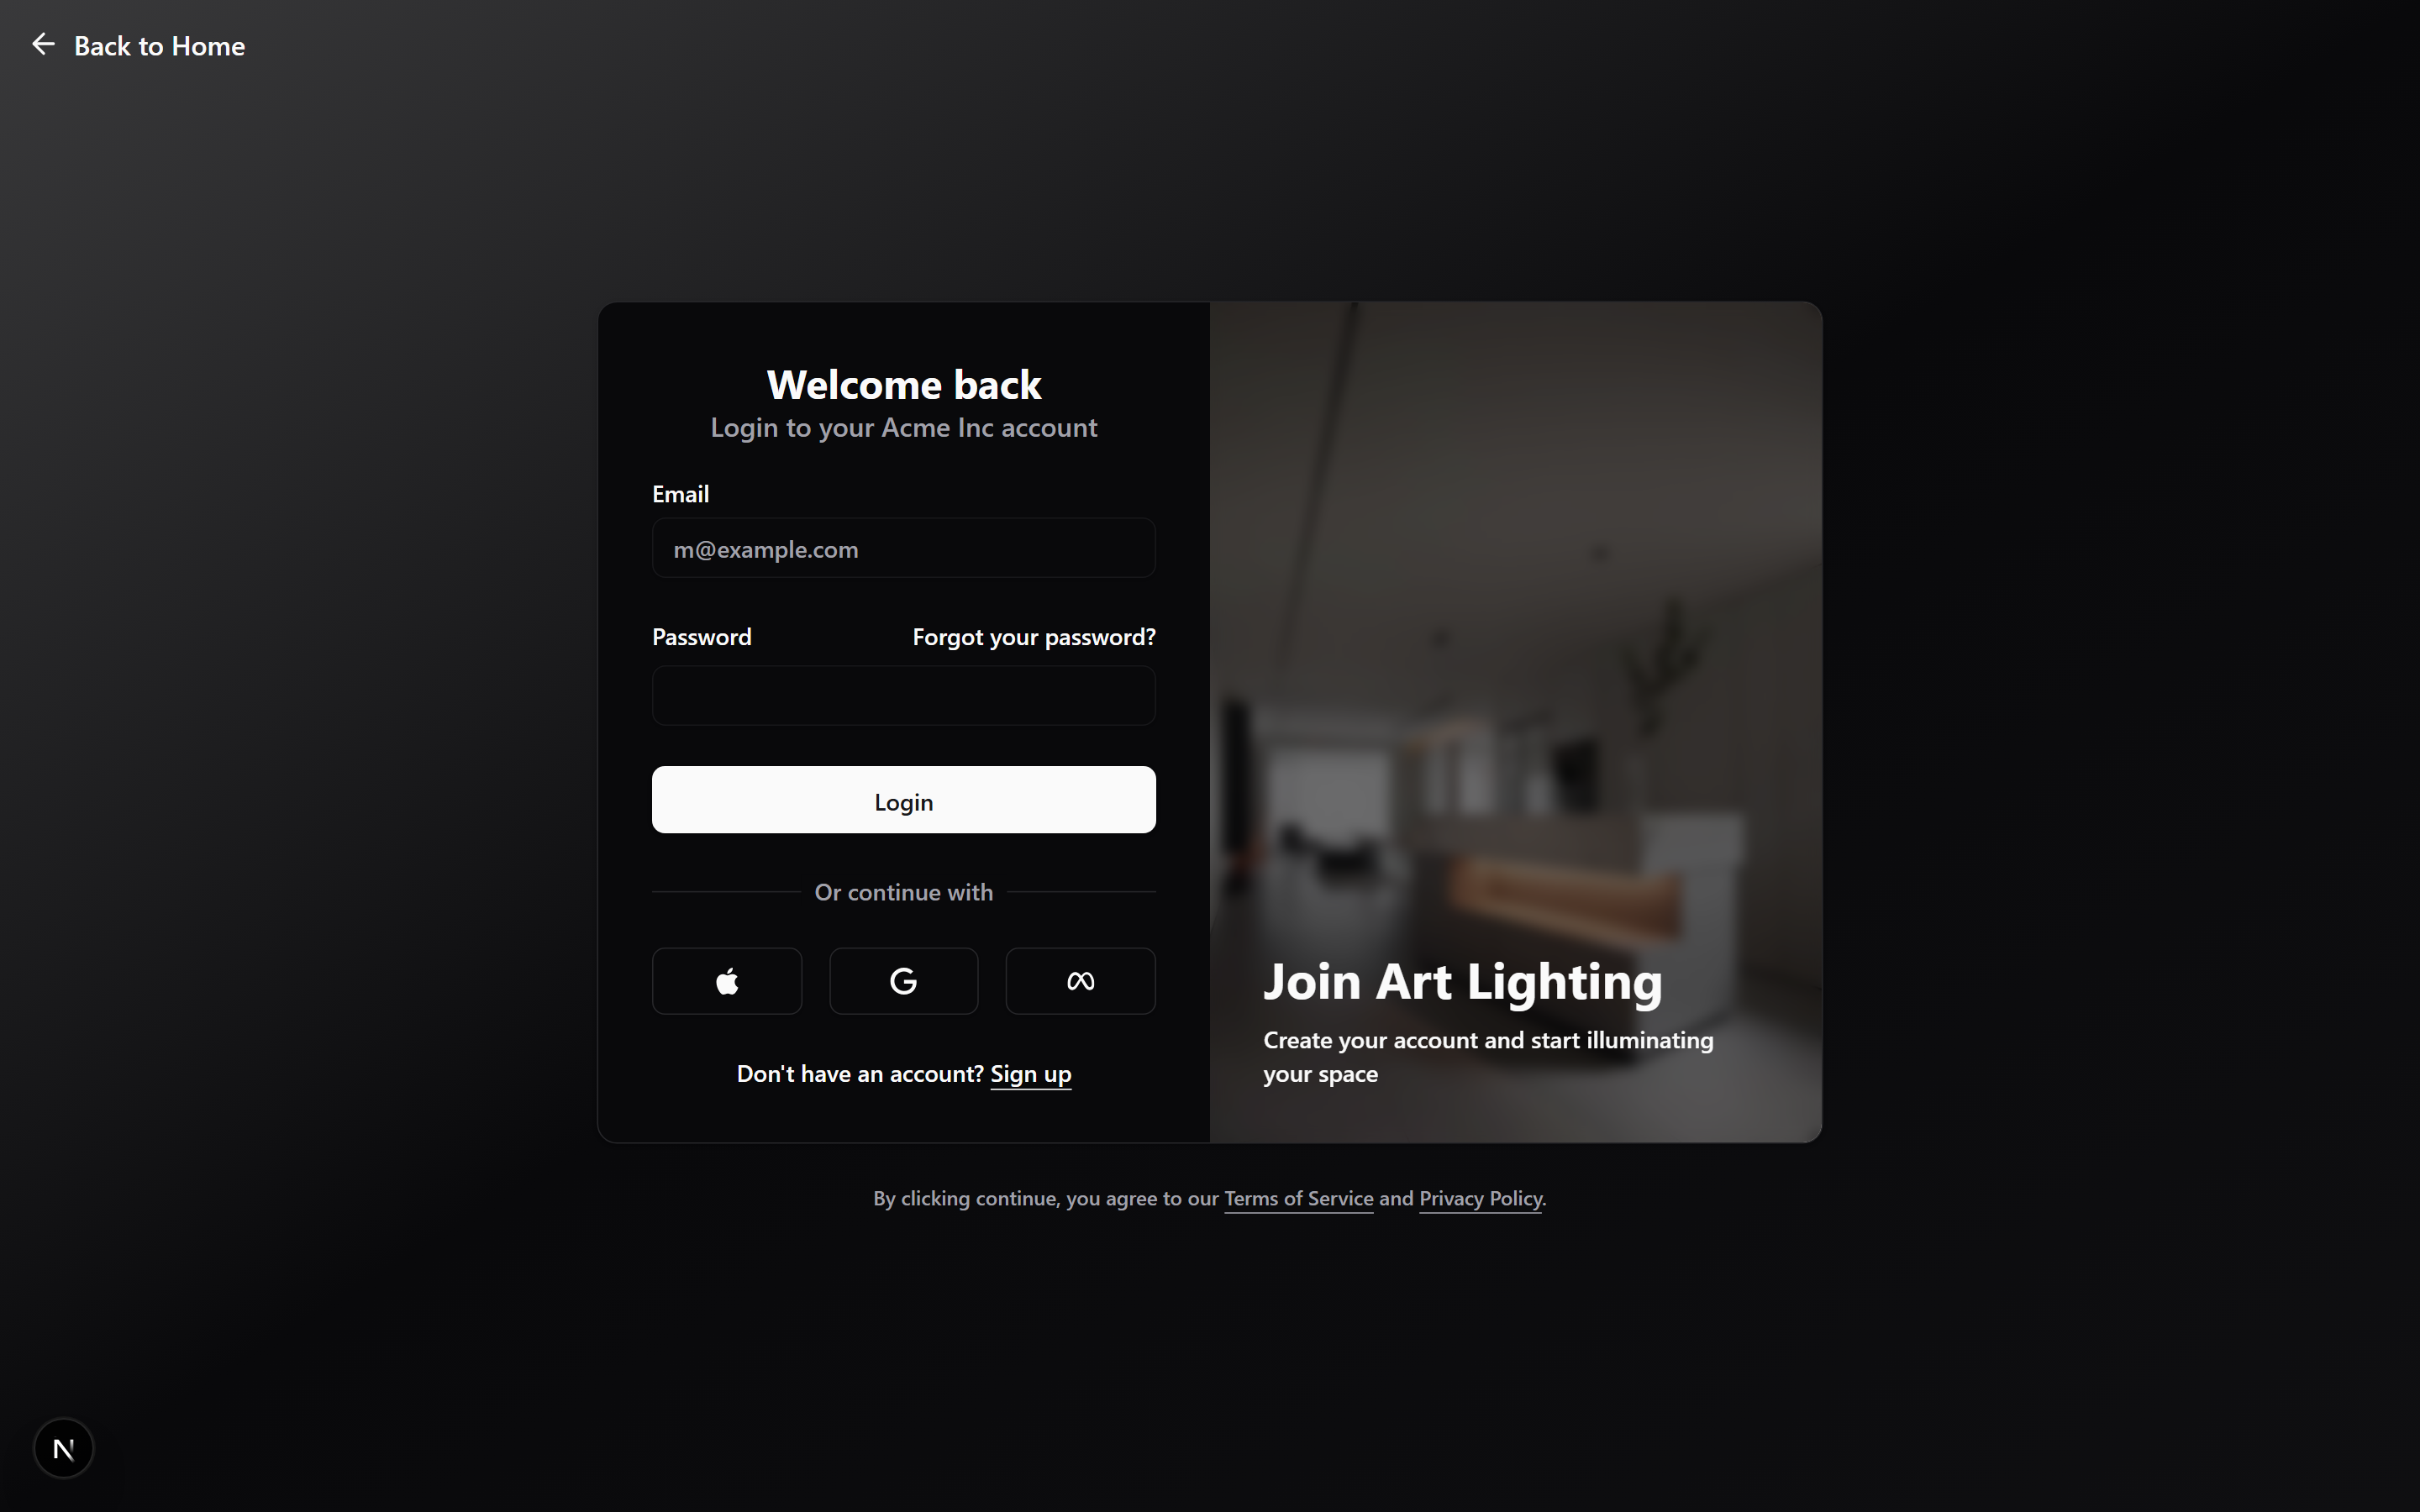 Back to Home
Welcome back
Login to your Acme Inc account
Email
m@example.com
Password
Forgot your password?
Login
Or continue with
Don't have an account? Sign up
Join Art Lighting
Create your account and start illuminating
your space
By clicking continue, you agree to our Terms of Service and Privacy Policy.
N